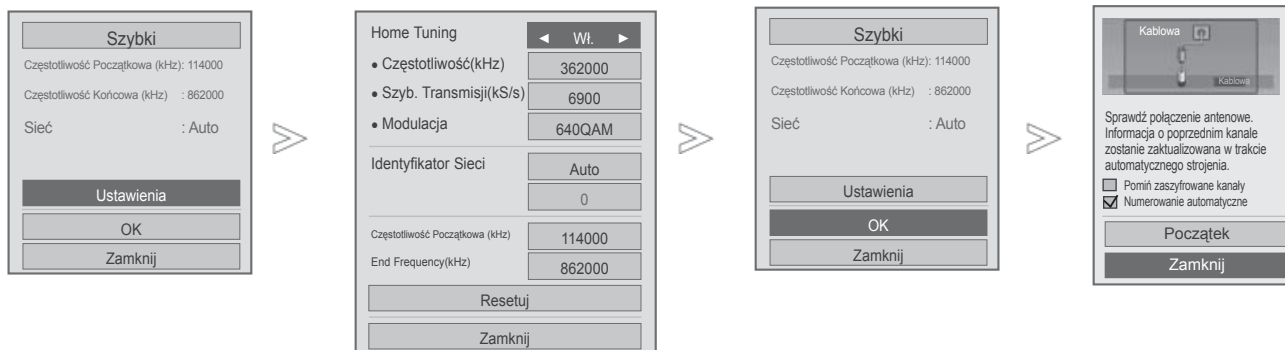 Szybki
Częstotliwość Początkowa (kHz): 114000
Częstotliwość Końcowa (kHz) : 862000
Sieć : Auto
Ustawienia
OK
Zamknij
Home Tuning ◄ Wł. ►
• Częstotliwość(kHz) 362000
• Szyb. Transmisji(kS/s) 6900
• Modulacja 640QAM
Identyfikator Sieci Auto
0
Częstotliwość Początkowa (kHz) 114000
End Frequency(kHz) 862000
Resetuj
Zamknij
Szybki
Częstotliwość Początkowa (kHz): 114000
Częstotliwość Końcowa (kHz) : 862000
Sieć : Auto
Ustawienia
OK
Zamknij
Kablowa
Kablowa
Sprawdź połączenie antenowe.
Informacja o poprzednim kanale
zostanie zaktualizowana w trakcie
automatycznego strojenia.
Pomiń zaszyfrowane kanały
Numerowanie automatyczne
Początek
Zamknij